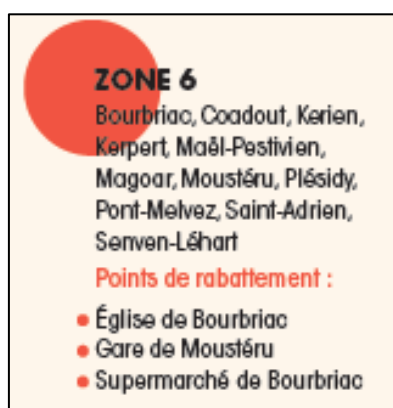 ZONE 6
Bourbriac, Coadout, Kerien,
Kerpert, Maël-Pestivien,
Magoar, Moustéru, Plésidy,
Pont-Melvez, Saint-Adrien,
Senven-Léhart
Points de rabattement :
• Église de Bourbriac
• Gare de Moustéru
• Supermarché de Bourbriac